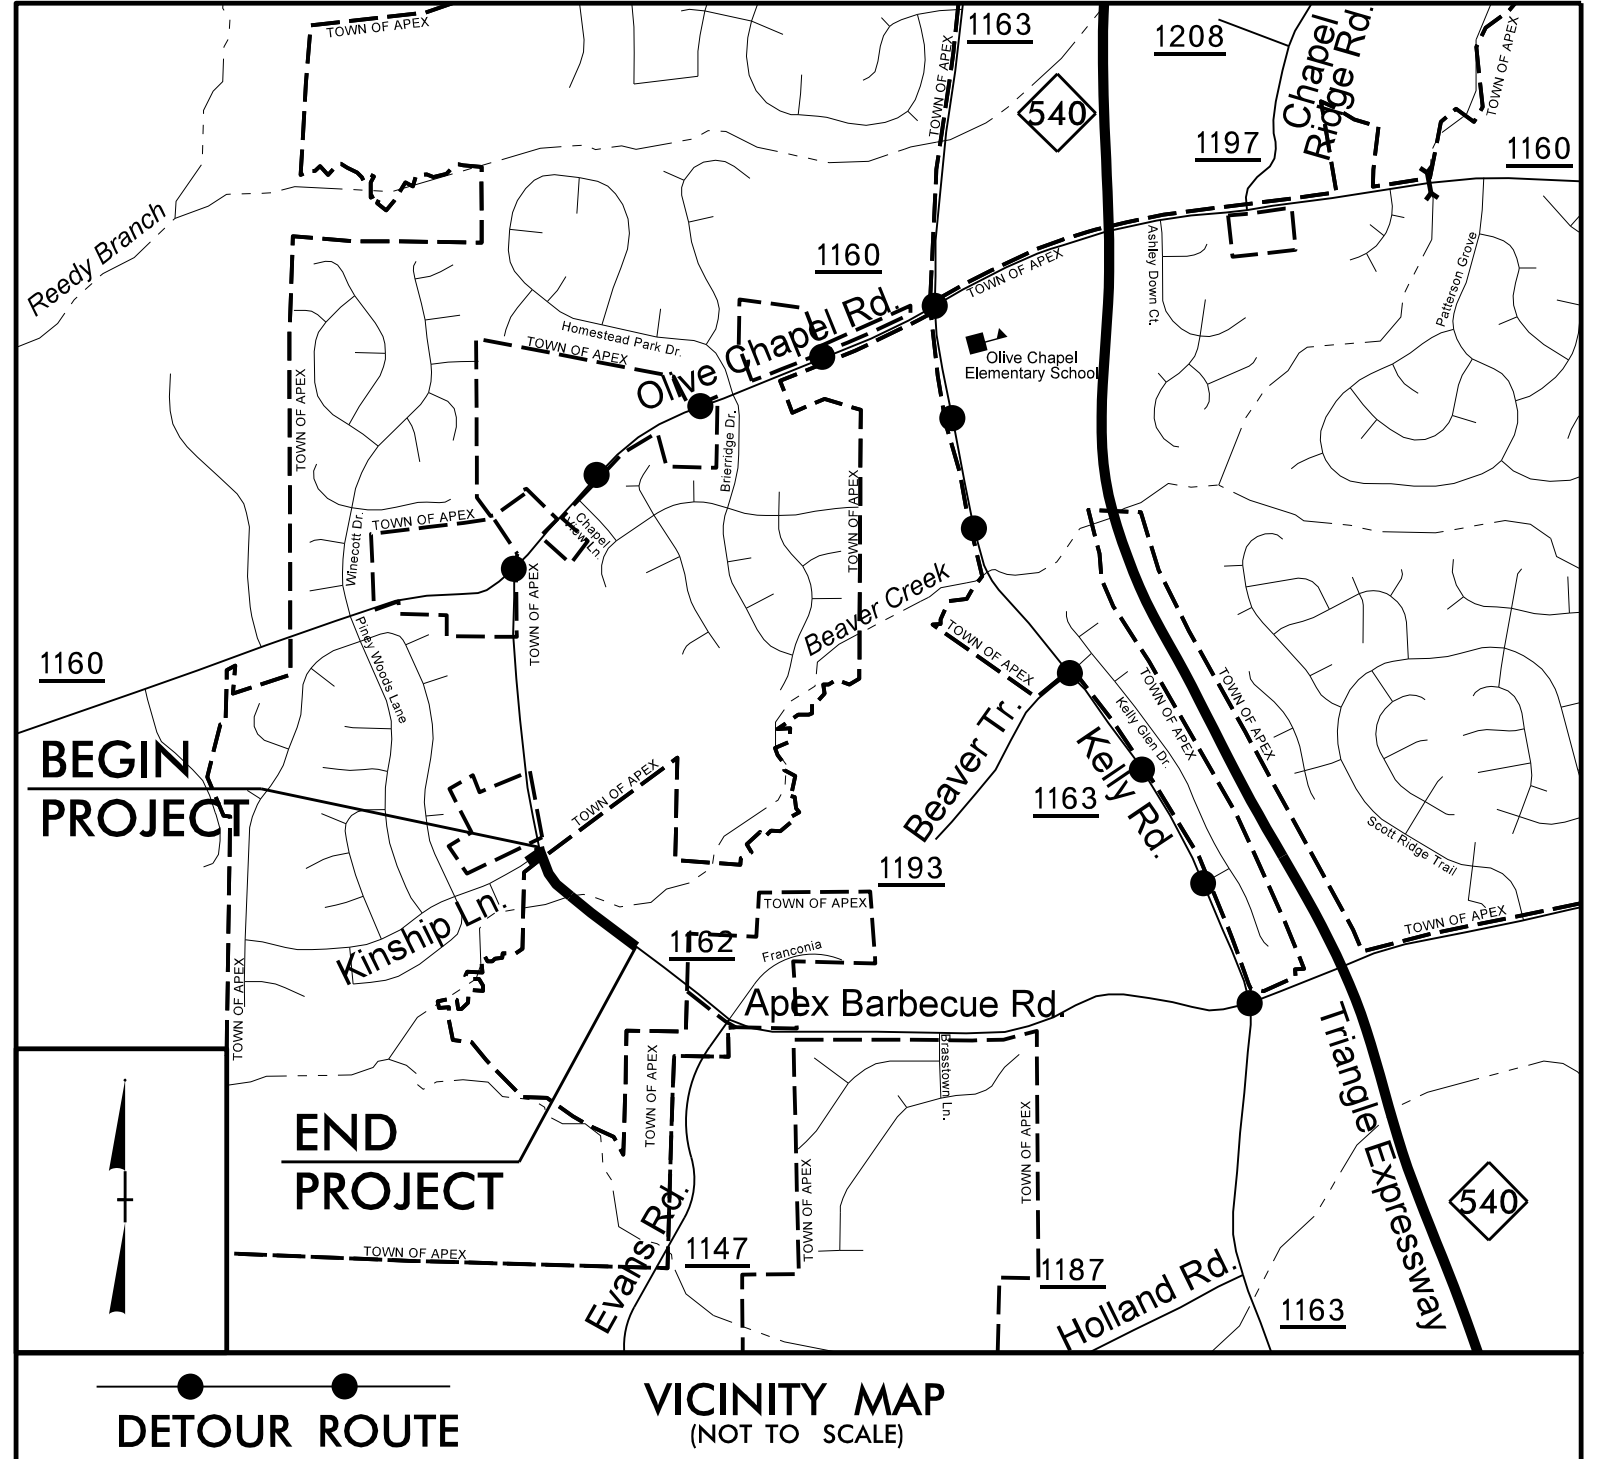 TOWN OF APEX
1163
1208
Chapel
Ridge Rd.
TOWN OF APEX
TOWN OF APEX
540
1197
1160
Reedy Branch
1160
TOWN OF APEX
Ashley Down Ct.
Patterson Grove
Homestead Park Dr.
TOWN OF APEX
Olive Chapel Rd.
Olive Chapel
Elementary School
TOWN OF APEX
Brierridge Dr.
TOWN OF APEX
Winecott Dr.
TOWN OF APEX
Chapel
View Ln.
TOWN OF APEX
Beaver Creek
TOWN OF APEX
Piney Woods Lane
1160
TOWN OF APEX
TOWN OF APEX
Kelly Glen Dr.
BEGIN
PROJECT
TOWN OF APEX
Beaver Tr.
Kelly Rd.
1163
Scott Ridge Trail
1193
TOWN OF APEX
TOWN OF APEX
Kinship Ln.
1162
Franconia
TOWN OF APEX
Apex Barbecue Rd.
Triangle Expressway
TOWN OF APEX
Brasstown Ln.
TOWN OF APEX
TOWN OF APEX
END
PROJECT
Evans Rd.
540
TOWN OF APEX
1147
1187
Holland Rd.
1163
DETOUR ROUTE
VICINITY MAP
(NOT TO SCALE)